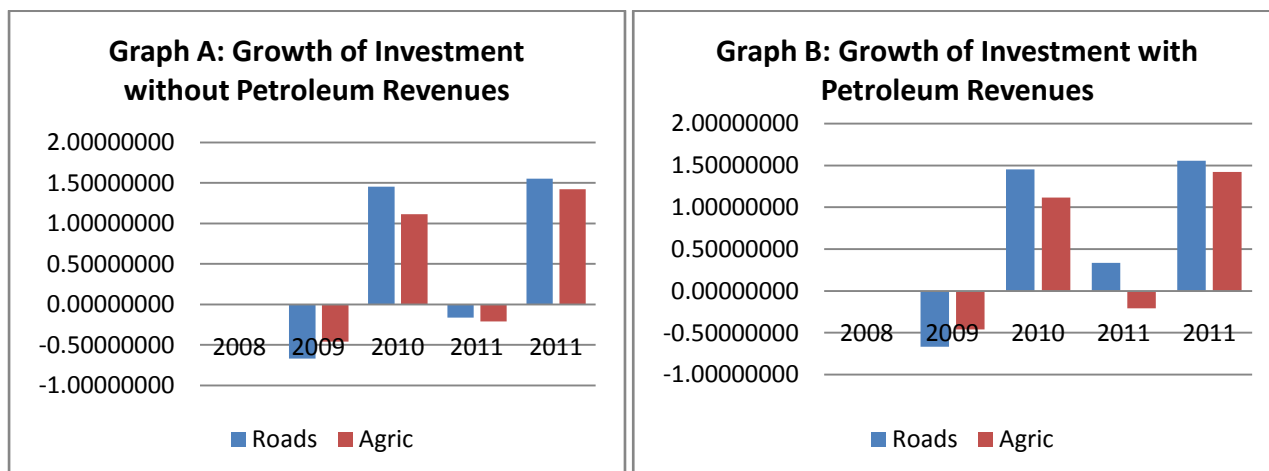 Graph A: Growth of Investment
without Petroleum Revenues
2.00000000
1.50000000
1.00000000
0.50000000
0.00000000
-0.50000000
-1.00000000
2008 2009 2010 2011 2011
Roads Agric
Graph B: Growth of Investment with
Petroleum Revenues
2.00000000
1.50000000
1.00000000
0.50000000
0.00000000
-0.50000000
-1.00000000
2008 2009 2010 2011 2011
Roads Agric